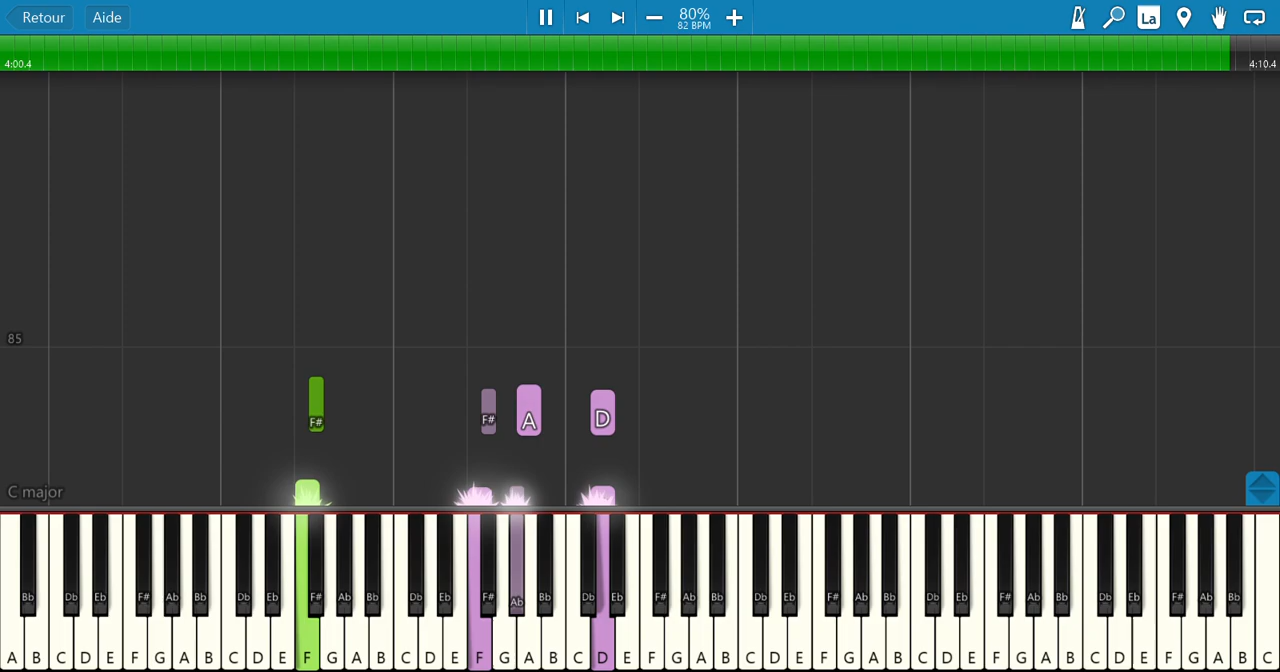 Retour Aide 80% La
82 BPM
4:00.4 4:10.4
85
F# F# A D
C major
Bb Db Eb F# Ab Bb Db Eb F# Ab Bb Db Eb F# Ab Bb Db Eb F# Ab Bb Db Eb F# Ab Bb Db Eb F# Ab Bb Db Eb F# Ab Bb
A B C D E F G A B C D E F G A B C D E F G A B C D E F G A B C D E F G A B C D E F G A B C D E F G A B C